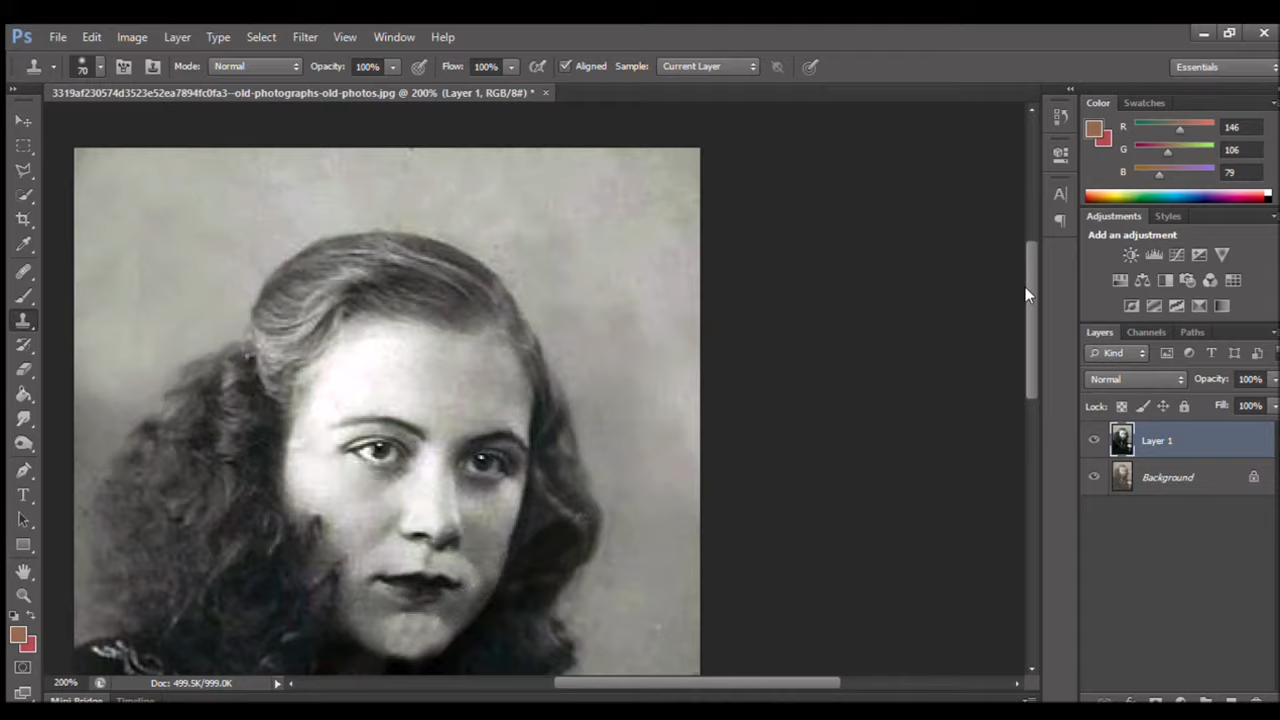 Ps File Edit Image Layer Type Select Filter View Window Help
70 Mode: Normal Opacity: 100% Flow: 100% Aligned Sample: Current Layer Essentials
3319af230574d3523e52ea7894fc0fa3--old-photographs-old-photos.jpg @ 200% (Layer 1, RGB/8#) * ×
Color Swatches
R 146
G 106
B 79
Adjustments Styles
Add an adjustment
Layers Channels Paths
Kind
Normal Opacity: 100%
Lock: Fill: 100%
Layer 1
Background
200% Doc: 499.5K/999.0K
Mini Bridge Timeline